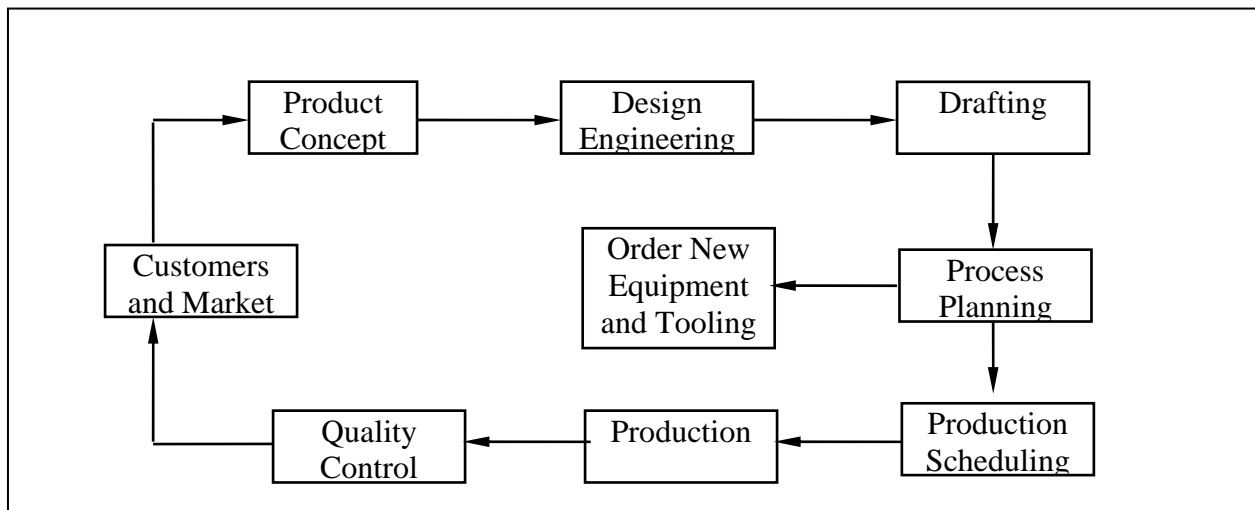 Product
Concept
Design
Engineering
Drafting
Customers
and Market
Order New
Equipment
and Tooling
Process
Planning
Quality
Control
Production
Production
Scheduling